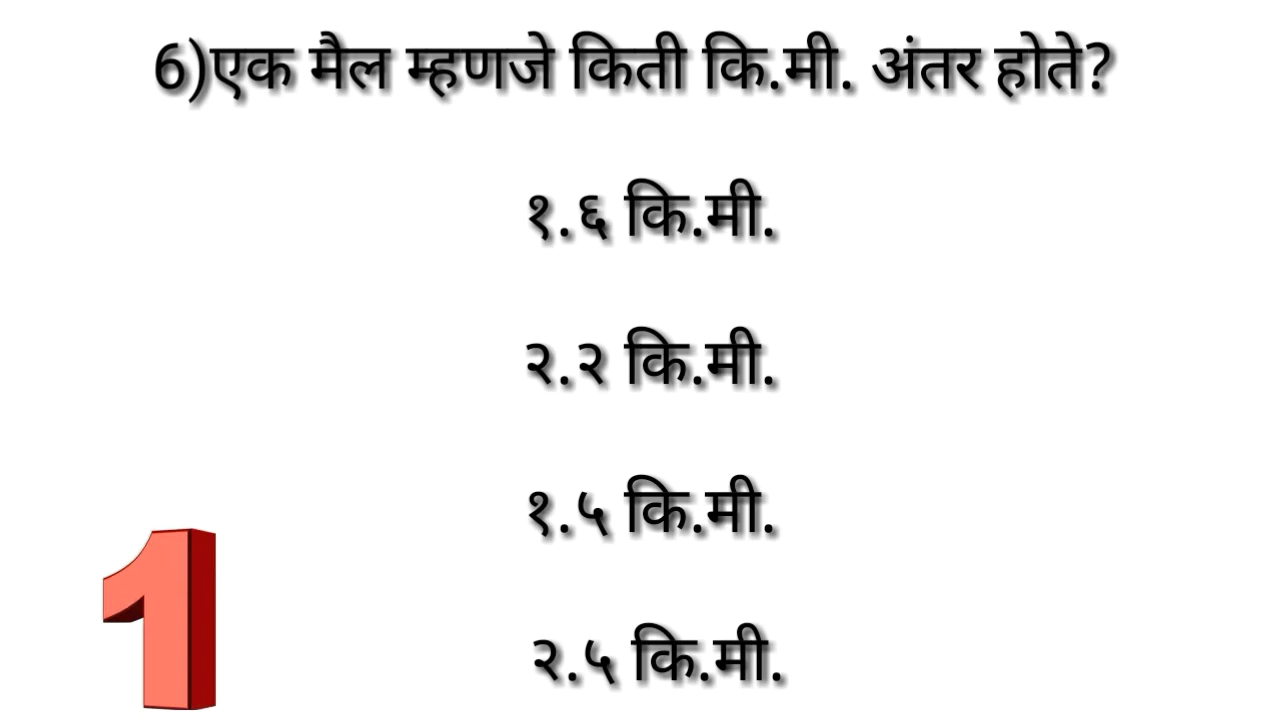 6)एक मैल म्हणजे किती कि.मी. अंतर होते?
१.६ कि.मी.
२.२ कि.मी.
१.५ कि.मी.
२.५ कि.मी.
1